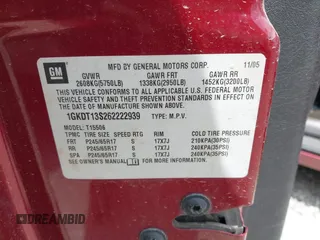 GM
MFD BY GENERAL MOTORS CORP. 11/05
GVWR GAWR FRT GAWR RR
2608KG(5750LB) 1338KG(2950LB) 1452KG(3200LB)
THIS VEHICLE CONFORMS TO ALL APPLICABLE U.S. FEDERAL MOTOR
VEHICLE SAFETY AND THEFT PREVENTION STANDARDS IN EFFECT ON
THE DATE OF MANUFACTURE SHOWN ABOVE.
1GKDT13S262222939 TYPE: M.P.V.
MODEL: T15506
TPMC TIRE SIZE SPEED RTG RIM COLD TIRE PRESSURE
FRT P245/65R17 S 17X7J 210KPA(30PSI)
RR P245/65R17 S 17X7J 240KPA(35PSI)
SPA P245/65R17 S 17X7J 240KPA(35PSI)
SEE OWNER'S MANUAL FOR MORE INFORMATION.
DREAMBID